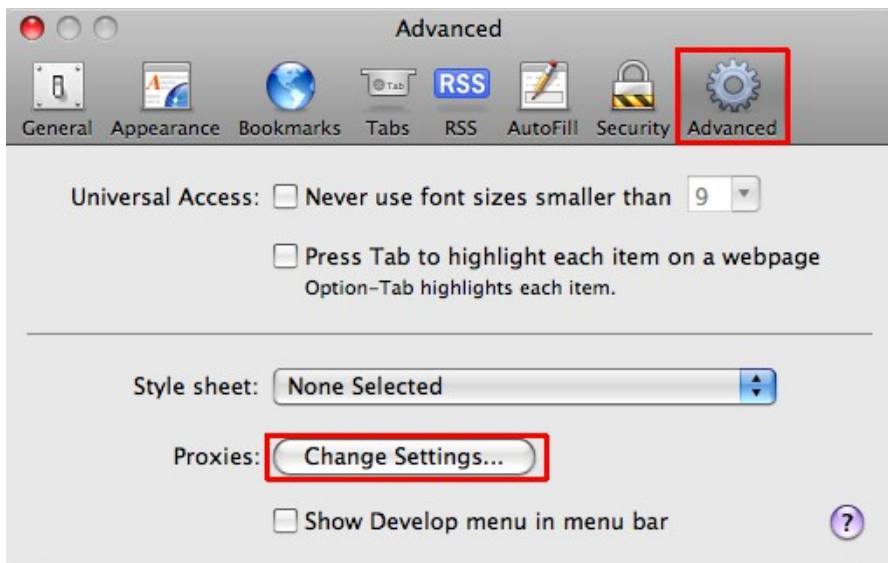 Advanced
Tab
RSS
General Appearance Bookmarks Tabs RSS AutoFill Security Advanced
Universal Access: Never use font sizes smaller than 9
Press Tab to highlight each item on a webpage
Option-Tab highlights each item.
Style sheet: None Selected
Proxies: Change Settings...
Show Develop menu in menu bar ?